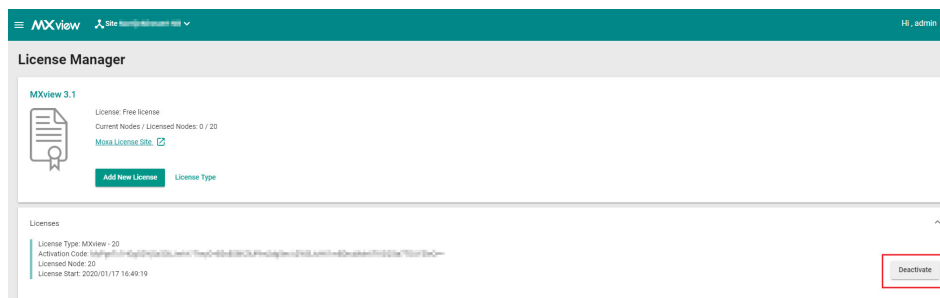 MXview Site Hi , admin
License Manager
MXview 3.1
License: Free license
Current Nodes / Licensed Nodes: 0 / 20
Moxa License Site
Add New License License Type
Licenses
License Type: MXview - 20
Activation Code:
Licensed Node: 20
License Start: 2020/01/17 16:49:19
Deactivate